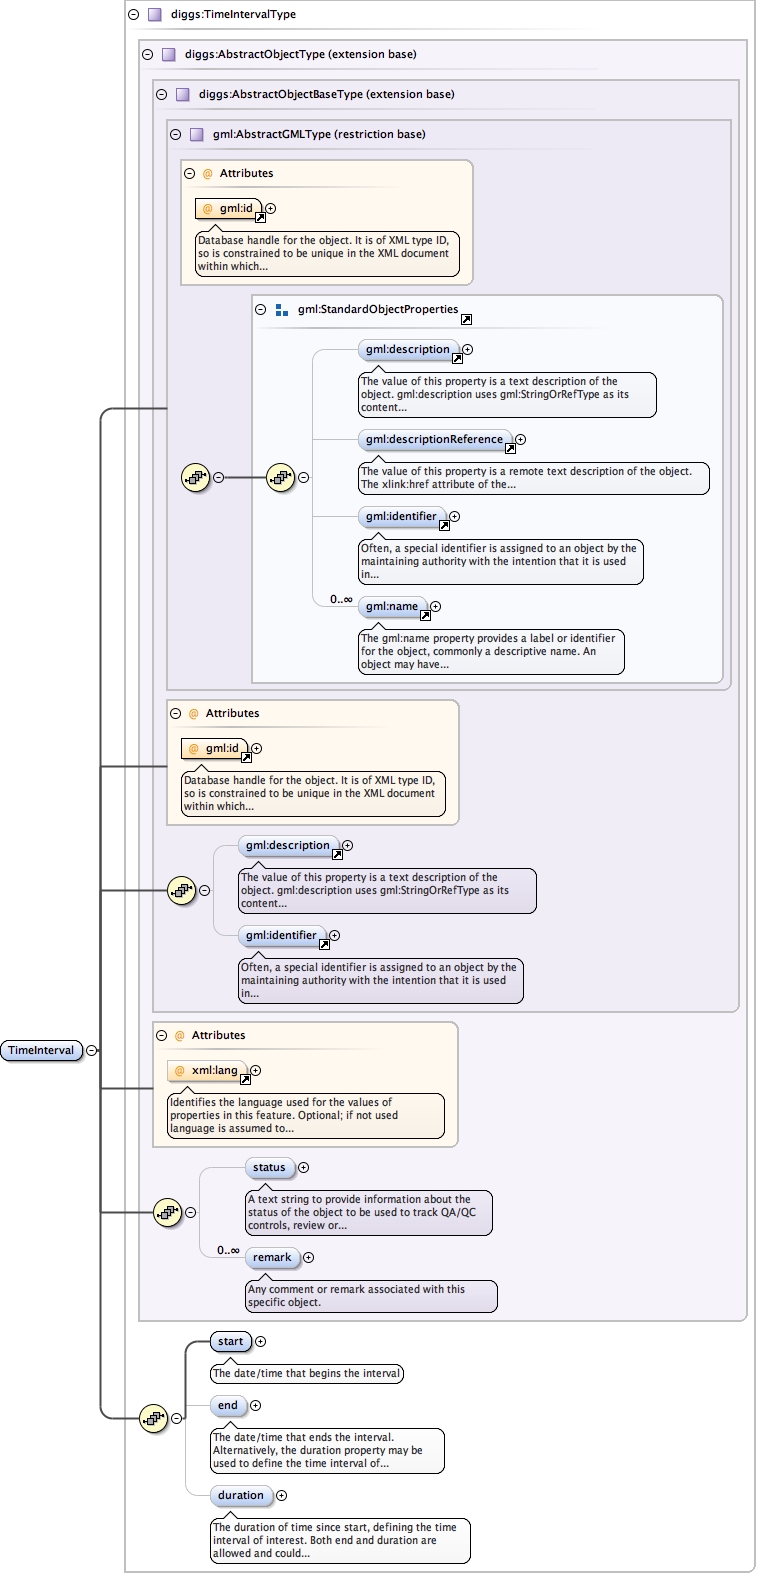 diggs:TimeIntervalType
diggs:AbstractObjectType (extension base)
diggs:AbstractObjectBaseType (extension base)
gml:AbstractGMLType (restriction base)
@ Attributes
@ gml:id
Database handle for the object. It is of XML type ID,
so is constrained to be unique in the XML document
within which...
gml:StandardObjectProperties
gml:description
The value of this property is a text description of the
object. gml:description uses gml:StringOrRefType as its
content...
gml:descriptionReference
The value of this property is a remote text description of the object.
The xlink:href attribute of the...
gml:identifier
Often, a special identifier is assigned to an object by the
maintaining authority with the intention that it is used
in...
0..∞
gml:name
The gml:name property provides a label or identifier
for the object, commonly a descriptive name. An
object may have...
@ Attributes
@ gml:id
Database handle for the object. It is of XML type ID,
so is constrained to be unique in the XML document
within which...
gml:description
The value of this property is a text description of the
object. gml:description uses gml:StringOrRefType as its
content...
gml:identifier
Often, a special identifier is assigned to an object by the
maintaining authority with the intention that it is used
in...
TimeInterval
@ Attributes
@ xml:lang
Identifies the language used for the values of
properties in this feature. Optional; if not used
language is assumed to...
status
A text string to provide information about the
status of the object to be used to track QA/QC
controls, review or...
0..∞
remark
Any comment or remark associated with this
specific object.
start
The date/time that begins the interval
end
The date/time that ends the interval.
Alternatively, the duration property may be
used to define the time interval of...
duration
The duration of time since start, defining the time
interval of interest. Both end and duration are
allowed and could...